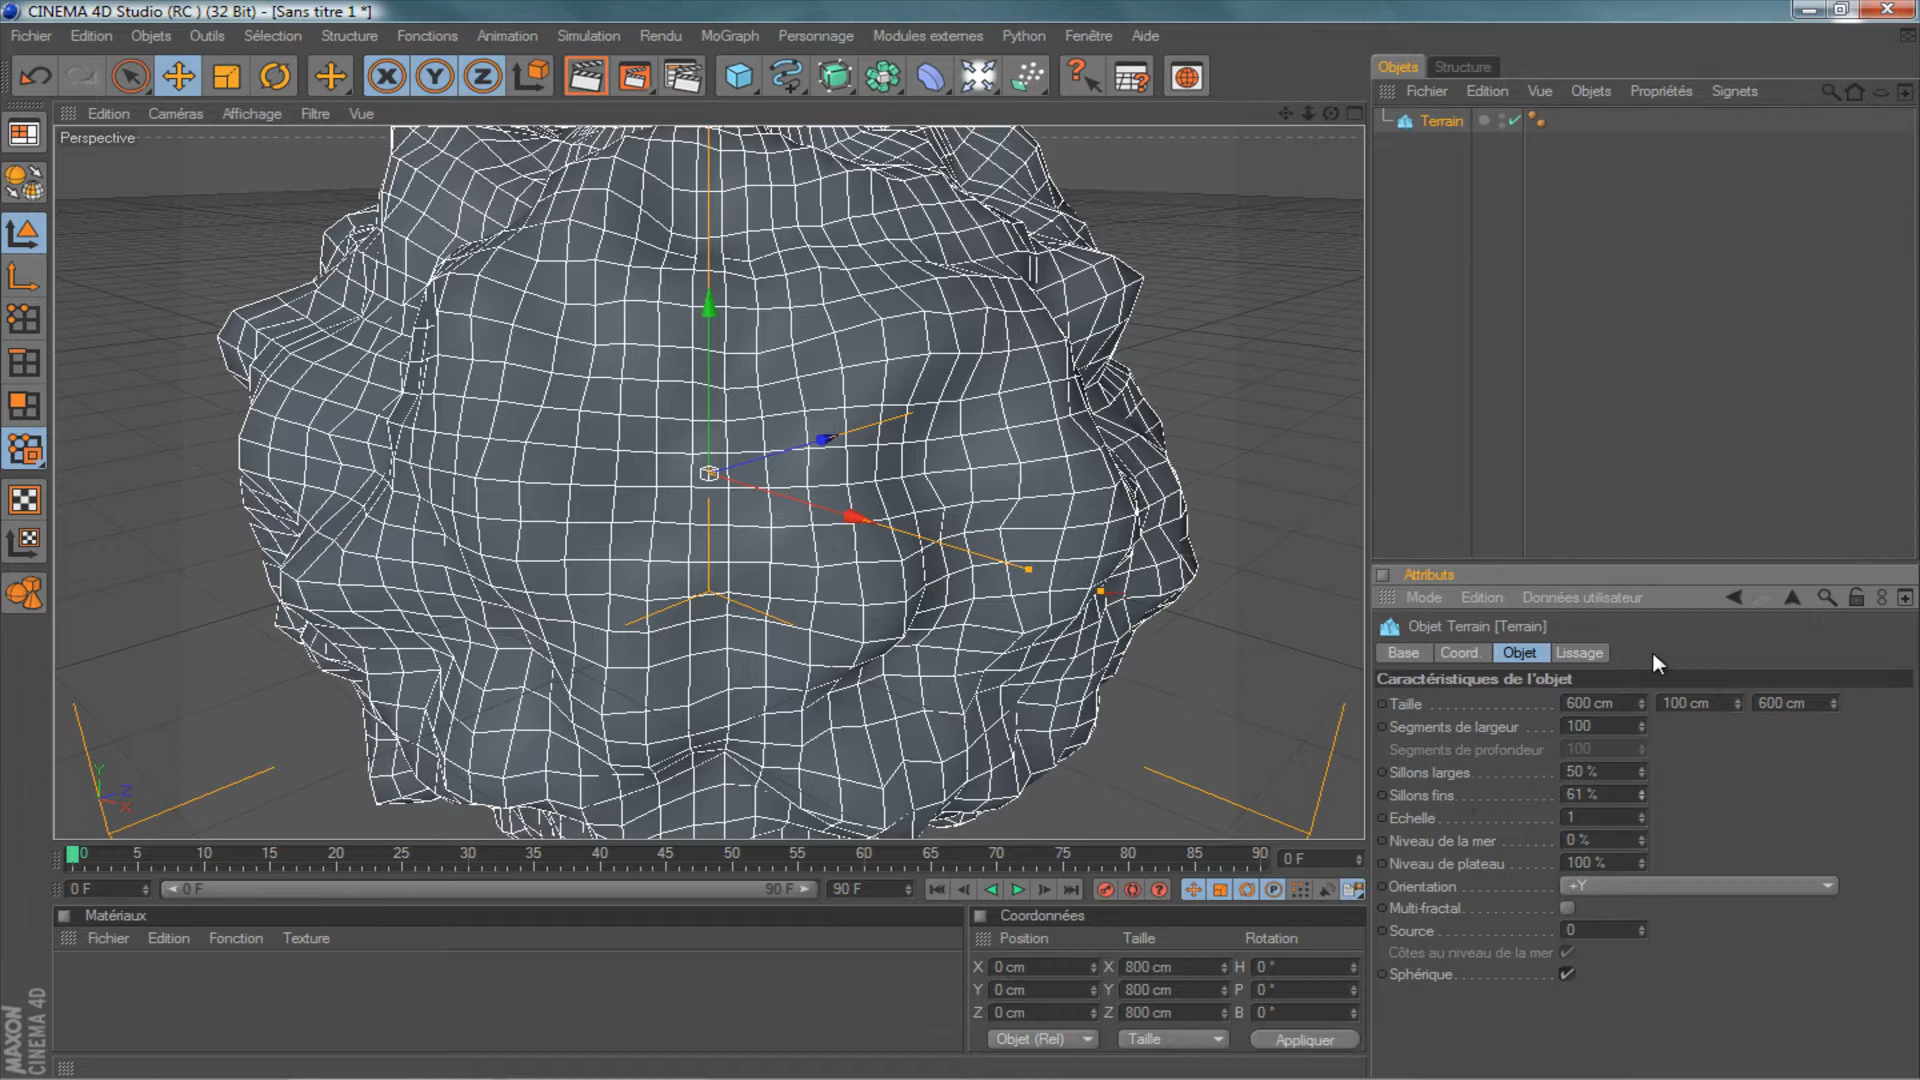 CINEMA 4D Studio (RC ) (32 Bit) - [Sans titre 1 *]
Fichier Edition Objets Outils Sélection Structure Fonctions Animation Simulation Rendu MoGraph Personnage Modules externes Python Fenêtre Aide
X Y Z
Objets Structure
Fichier Edition Vue Objets Propriétés Signets
Terrain
Edition Caméras Affichage Filtre Vue
Perspective
Y Z X
Attributs
Mode Edition Données utilisateur
Objet Terrain [Terrain]
Base Coord. Objet Lissage
Caractéristiques de l'objet
Taille 600 cm 100 cm 600 cm
Segments de largeur 100
Segments de profondeur 100
Sillons larges 50 %
Sillons fins 61 %
Echelle 1
Niveau de la mer 0 %
Niveau de plateau 100 %
Orientation +Y
Multi-fractal
Source 0
Côtes au niveau de la mer
Sphérique
0 5 10 15 20 25 30 35 40 45 50 55 60 65 70 75 80 85 90 0 F
0 F 0 F 90 F 90 F
Matériaux
Fichier Edition Fonction Texture
Coordonnées
Position Taille Rotation
X 0 cm X 800 cm H 0 °
Y 0 cm Y 800 cm P 0 °
Z 0 cm Z 800 cm B 0 °
Objet (Rel) Taille Appliquer
MAXON
CINEMA 4D